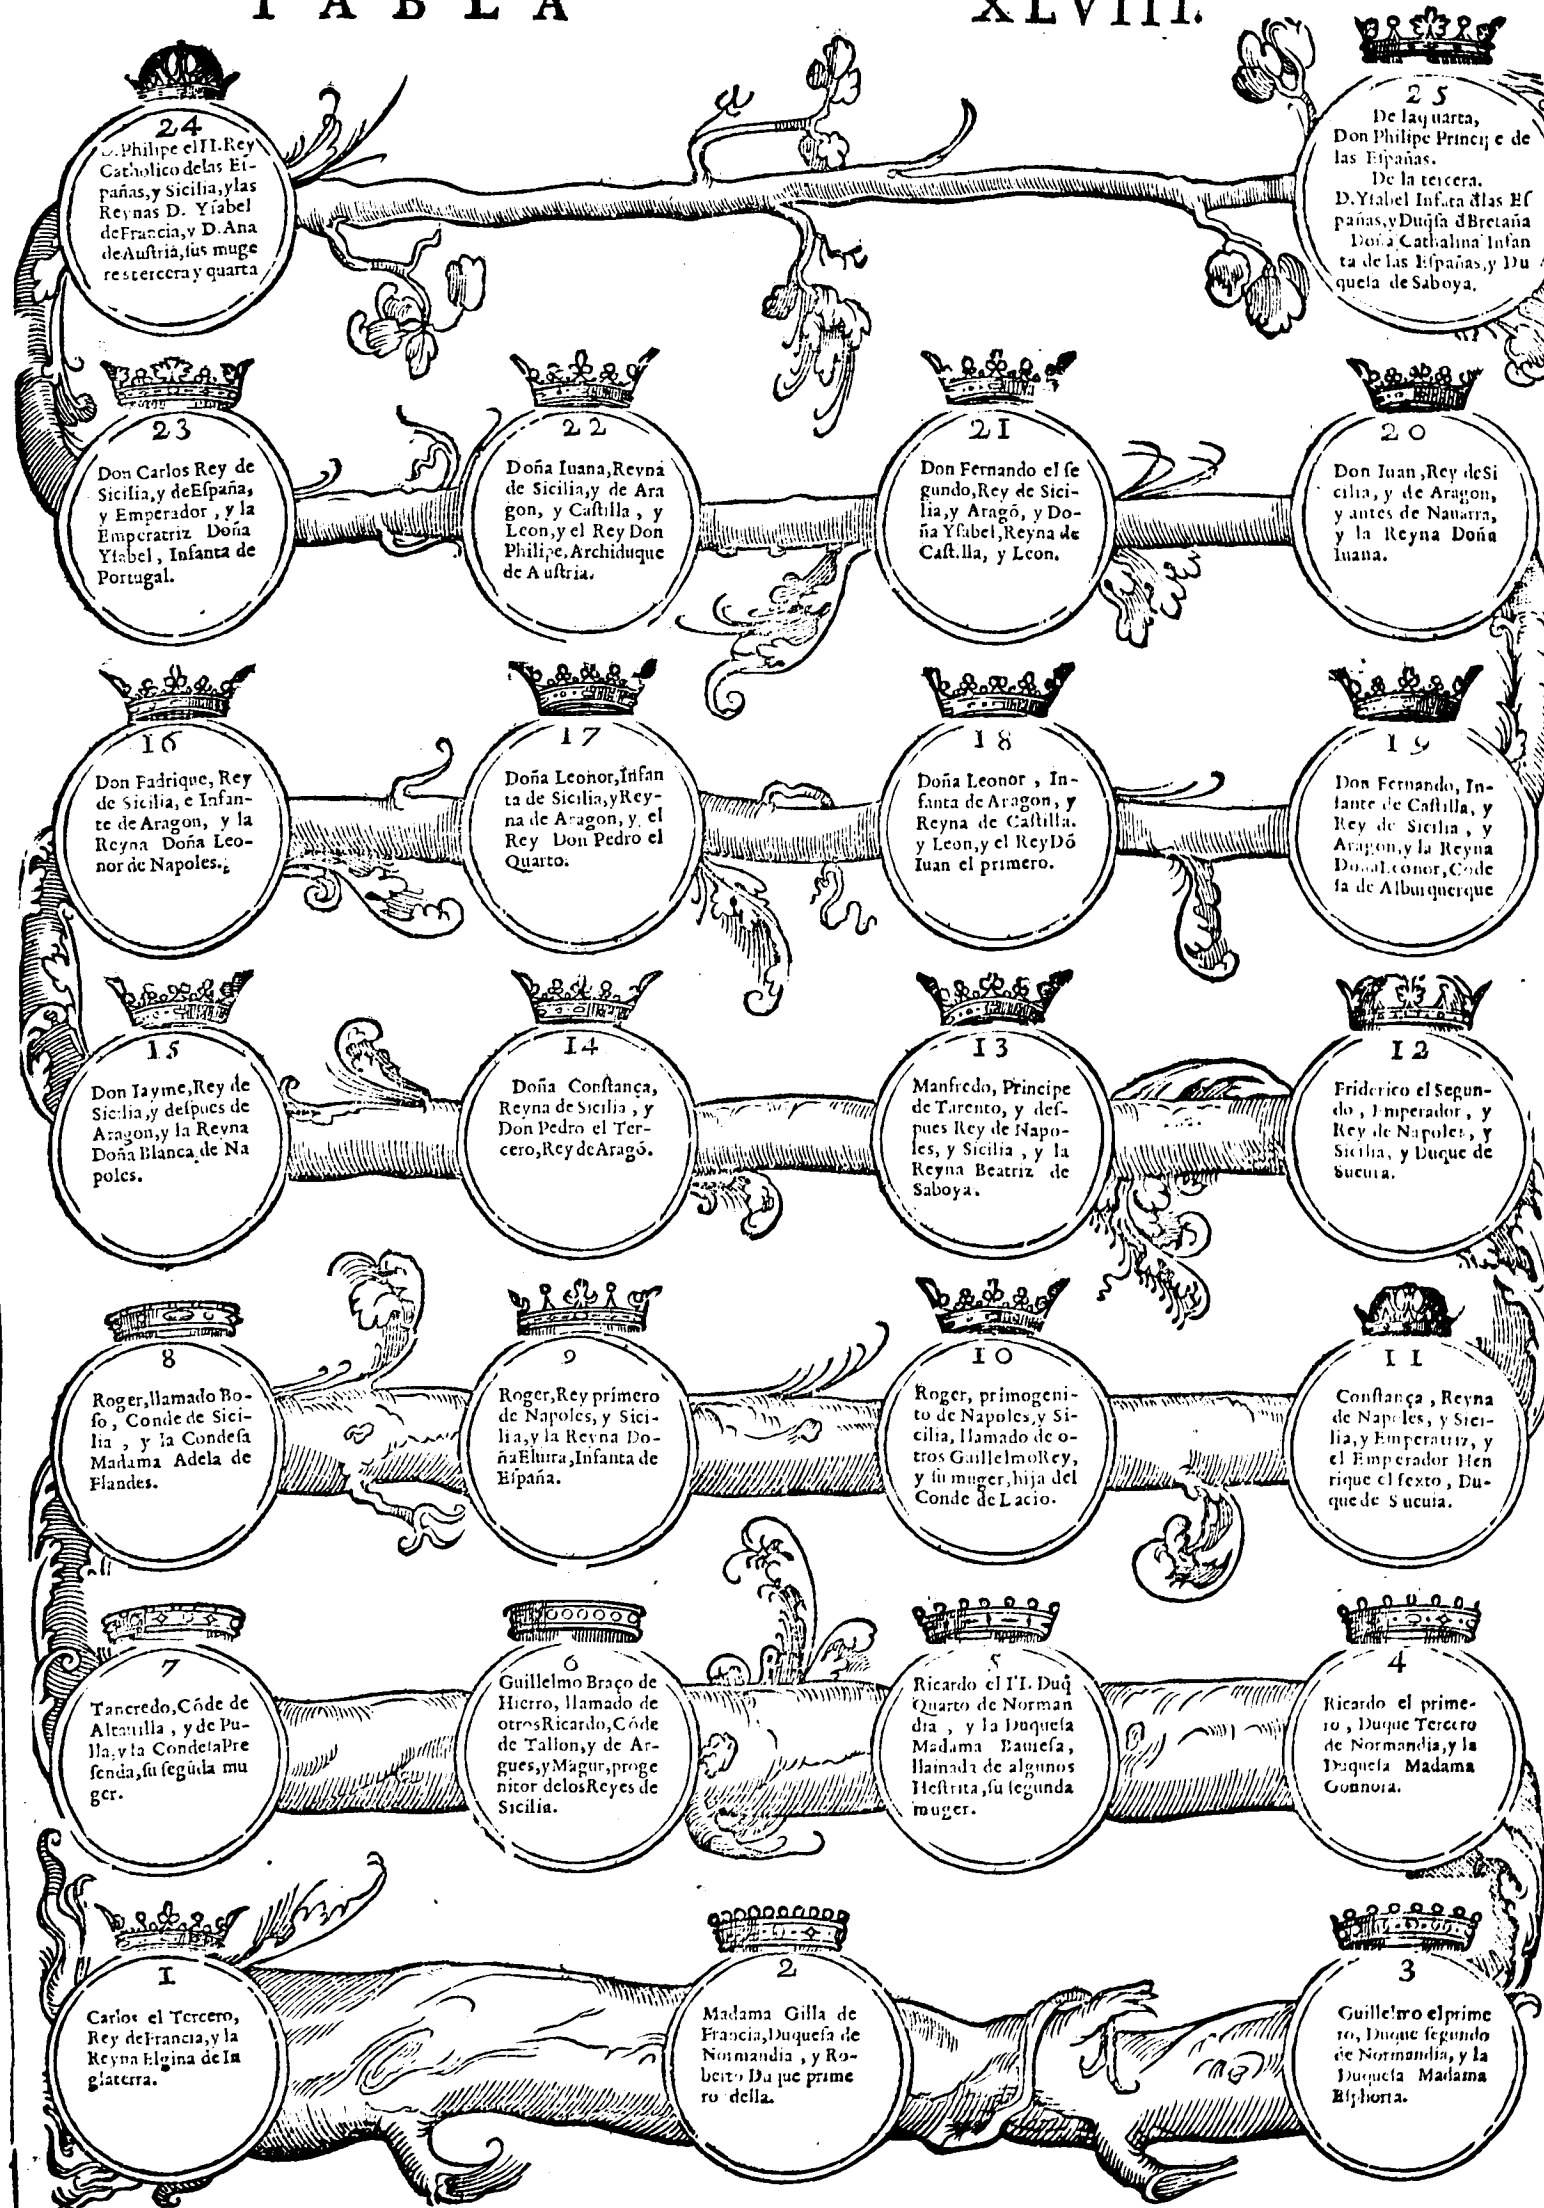 TABLA XLVIII.
24
D. Philipe el II. Rey
Catholico de las Es-
pañas, y Sicilia, y las
Reynas D. Ysabel
de Francia, y D. Ana
de Austria, sus muge
res tercera y quarta
25
De la quarta,
Don Philipe Principe de
las Españas.
De la tercera.
D. Ysabel Infãta dlas Es
pañas, y Duqsa d Bretaña
Doña Cathalina Infan
ta de las Españas, y Du
quesa de Saboya.
23
Don Carlos Rey de
Sicilia, y de España,
y Emperador, y la
Emperatriz Doña
Ysabel, Infanta de
Portugal.
22
Doña Iuana, Reyna
de Sicilia, y de Ara
gon, y Castilla, y
Leon, y el Rey Don
Philipe, Archiduque
de Austria.
21
Don Fernando el se
gundo, Rey de Sici-
lia, y Aragõ, y Do-
ña Ysabel, Reyna de
Castilla, y Leon.
20
Don Iuan, Rey de Si
cilia, y de Aragon,
y antes de Nauarra,
y la Reyna Doña
Iuana.
16
Don Fadrique, Rey
de Sicilia, e Infan-
te de Aragon, y la
Reyna Doña Leo-
nor de Napoles.
17
Doña Leonor, Infan
ta de Sicilia, y Rey-
na de Aragon, y el
Rey Don Pedro el
Quarto.
18
Doña Leonor, In-
fanta de Aragon, y
Reyna de Castilla,
y Leon, y el Rey Dõ
Iuan el primero.
19
Don Fernando, In-
fante de Castilla, y
Rey de Sicilia, y
Aragon, y la Reyna
Doña Leonor, Cõde
sa de Alburquerque
15
Don Iayme, Rey de
Sicilia, y despues de
Aragon, y la Reyna
Doña Blanca de Na
poles.
14
Doña Constança,
Reyna de Sicilia, y
Don Pedro el Ter-
cero, Rey de Aragõ.
13
Manfredo, Principe
de Tarento, y des-
pues Rey de Napo-
les, y Sicilia, y la
Reyna Beatriz de
Saboya.
12
Friderico el Segun-
do, Emperador, y
Rey de Napoles, y
Sicilia, y Duque de
Sueuia.
8
Roger, llamado Bo-
so, Conde de Sici-
lia, y la Condesa
Madama Adela de
Flandes.
9
Roger, Rey primero
de Napoles, y Sici-
lia, y la Reyna Do-
ña Eluira, Infanta de
España.
10
Roger, primogeni-
to de Napoles, y Si-
cilia, llamado de o-
tros Guillelmo Rey,
y su muger, hija del
Conde de Lacio.
11
Constança, Reyna
de Napoles, y Sici-
lia, y Emperatriz, y
el Emperador Hen
rique el sexto, Du-
que de Sueuia.
7
Tancredo, Cõde de
Altauilla, y de Pu-
lla, y la Condesa Pre
senda, su segũda mu
ger.
6
Guillelmo Braço de
Hierro, llamado de
otros Ricardo, Cõde
de Tallon, y de Ar-
gues, y Magur, proge
nitor de los Reyes de
Sicilia.
5
Ricardo el II. Duq̃
Quarto de Norman
dia, y la Duquesa
Madama Bauiesa,
llamada de algunos
Hestrita, su segunda
muger.
4
Ricardo el prime-
ro, Duque Tercero
de Normandia, y la
Duquesa Madama
Gonnora.
1
Carlos el Tercero,
Rey de Francia, y la
Reyna Elgina de In
glaterra.
2
Madama Gilla de
Francia, Duquesa de
Normandia, y Ro-
berto Duque prime
ro della.
3
Guillelmo el prime
ro, Duque segundo
de Normandia, y la
Duquesa Madama